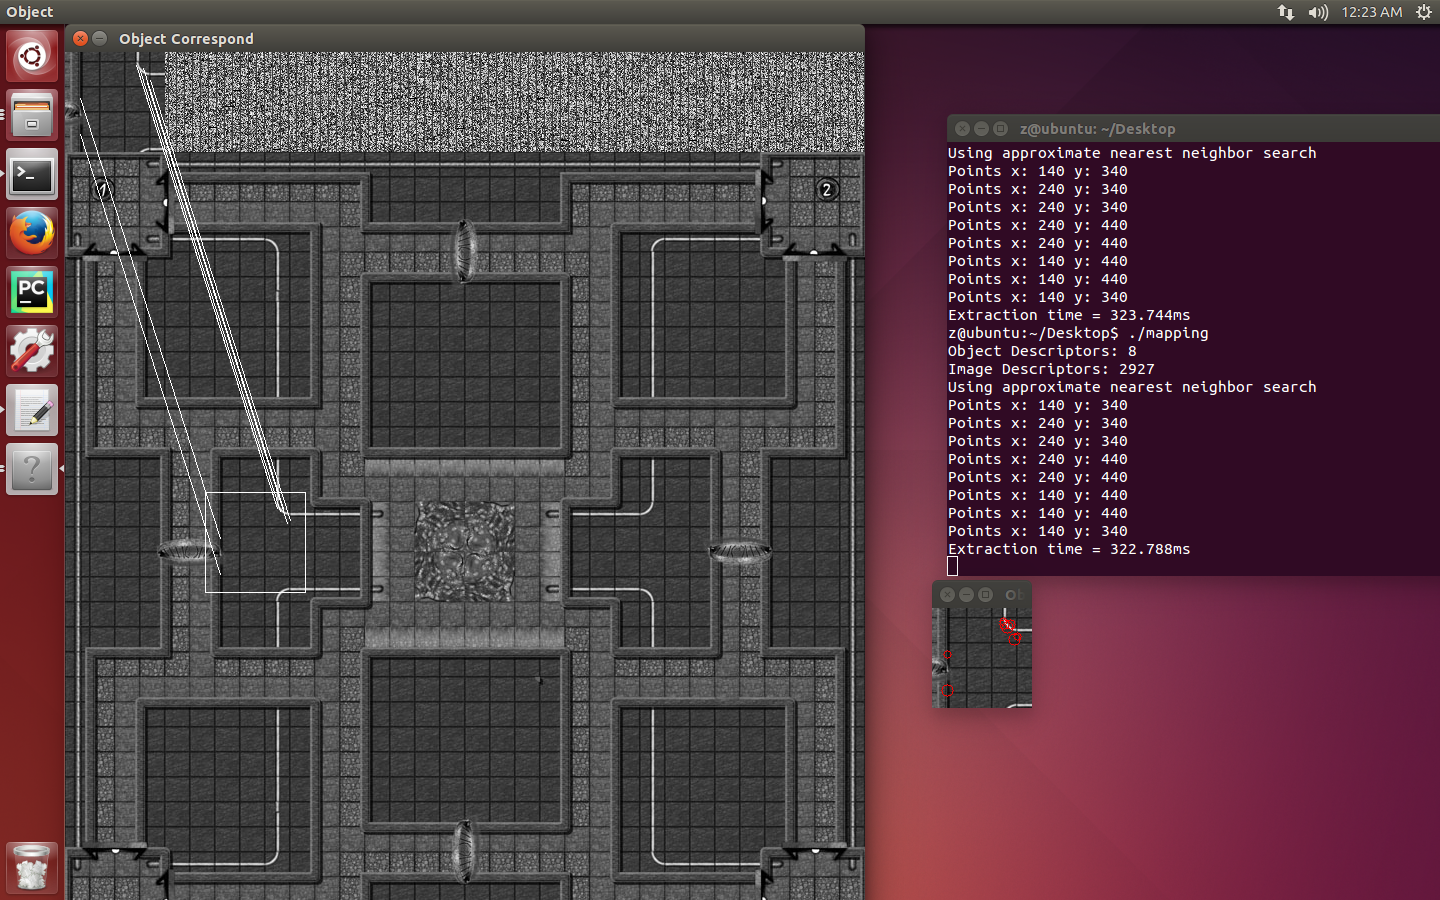 Object
12:23 AM
Object Correspond
1
2
z@ubuntu: ~/Desktop
Using approximate nearest neighbor search
Points x: 140 y: 340
Points x: 240 y: 340
Points x: 240 y: 340
Points x: 240 y: 440
Points x: 240 y: 440
Points x: 140 y: 440
Points x: 140 y: 440
Points x: 140 y: 340
Extraction time = 323.744ms
z@ubuntu:~/Desktop$ ./mapping
Object Descriptors: 8
Image Descriptors: 2927
Using approximate nearest neighbor search
Points x: 140 y: 340
Points x: 240 y: 340
Points x: 240 y: 340
Points x: 240 y: 440
Points x: 240 y: 440
Points x: 140 y: 440
Points x: 140 y: 440
Points x: 140 y: 340
Extraction time = 322.788ms
PC
>_
?